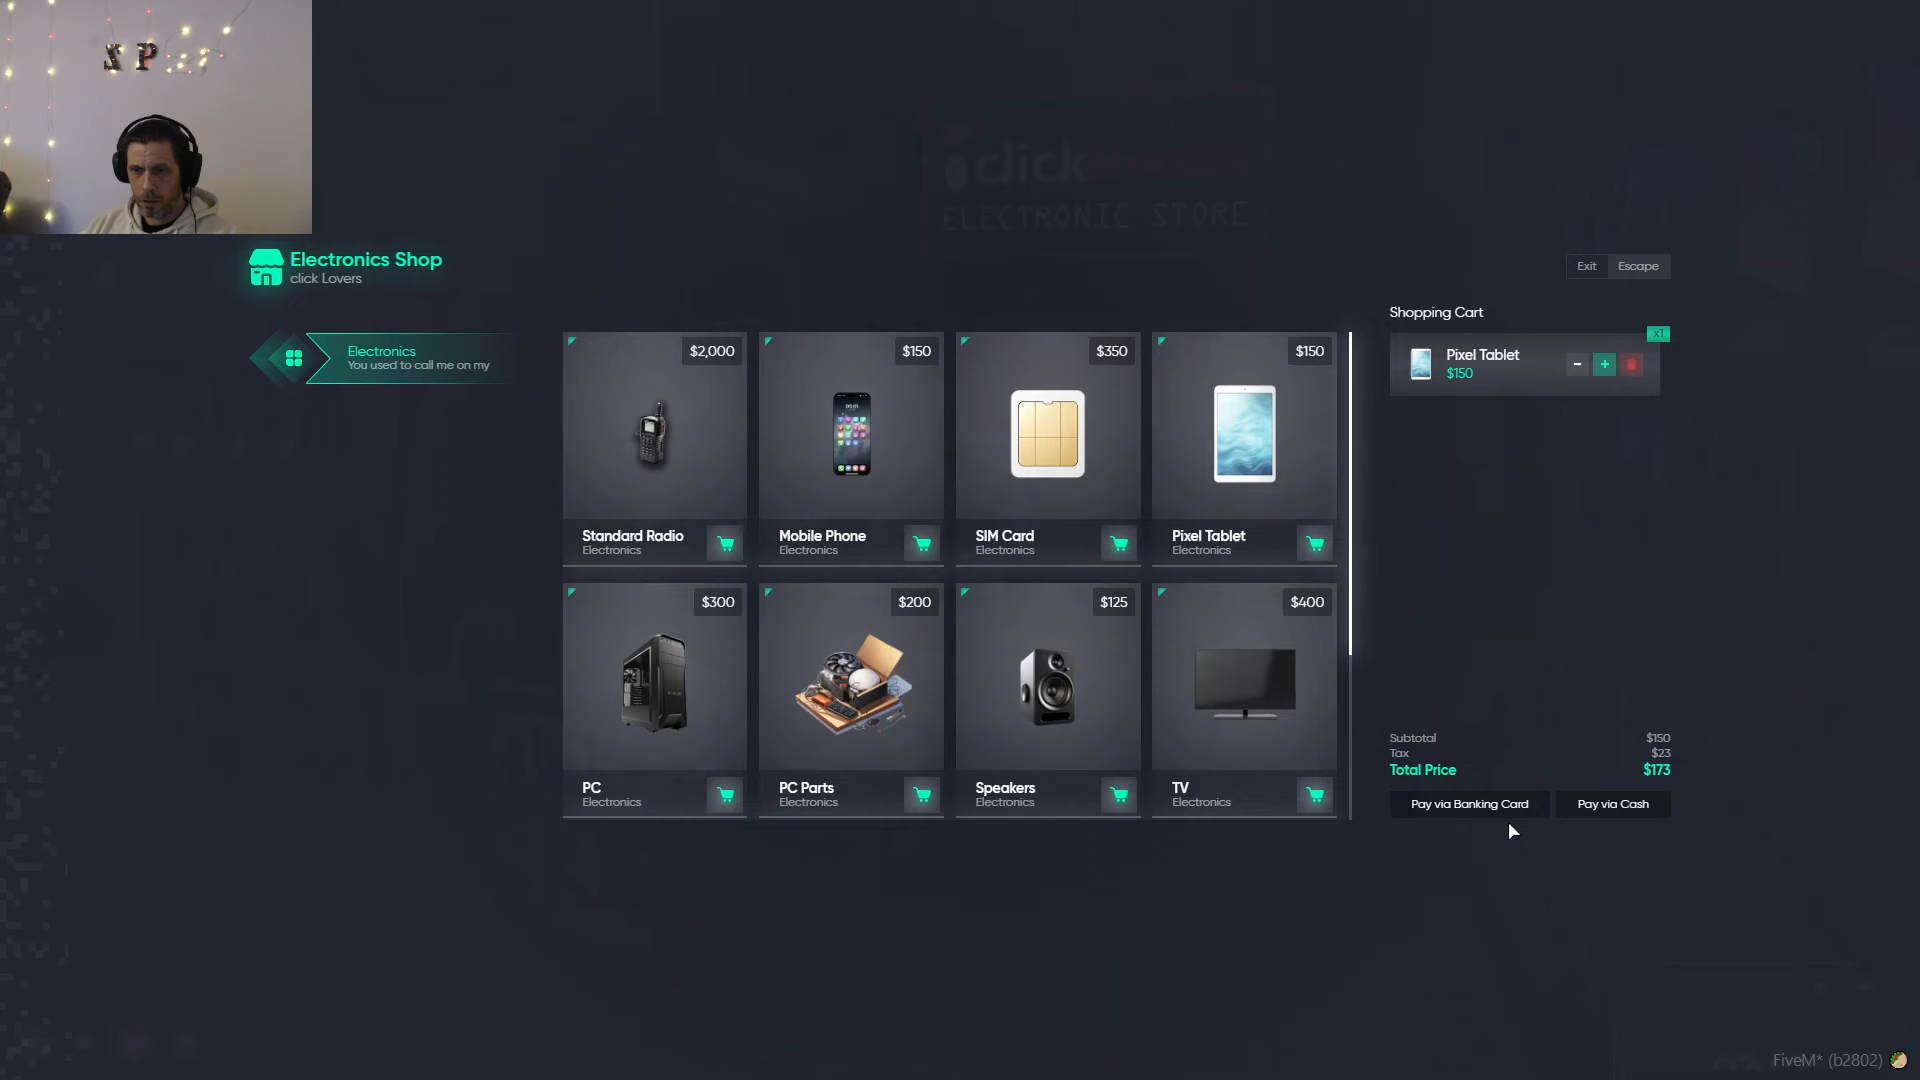 S P
click
ELECTRONIC STORE
Electronics Shop
click Lovers
Exit
Escape
Shopping Cart
Electronics
You used to call me on my
x1
Pixel Tablet
$150
$2,000
$150
$350
$150
Standard Radio
Electronics
Mobile Phone
Electronics
SIM Card
Electronics
Pixel Tablet
Electronics
$300
$200
$125
$400
PC
Electronics
PC Parts
Electronics
Speakers
Electronics
TV
Electronics
Subtotal
$150
Tax
$23
Total Price
$173
Pay via Banking Card
Pay via Cash
FiveM* (b2802)